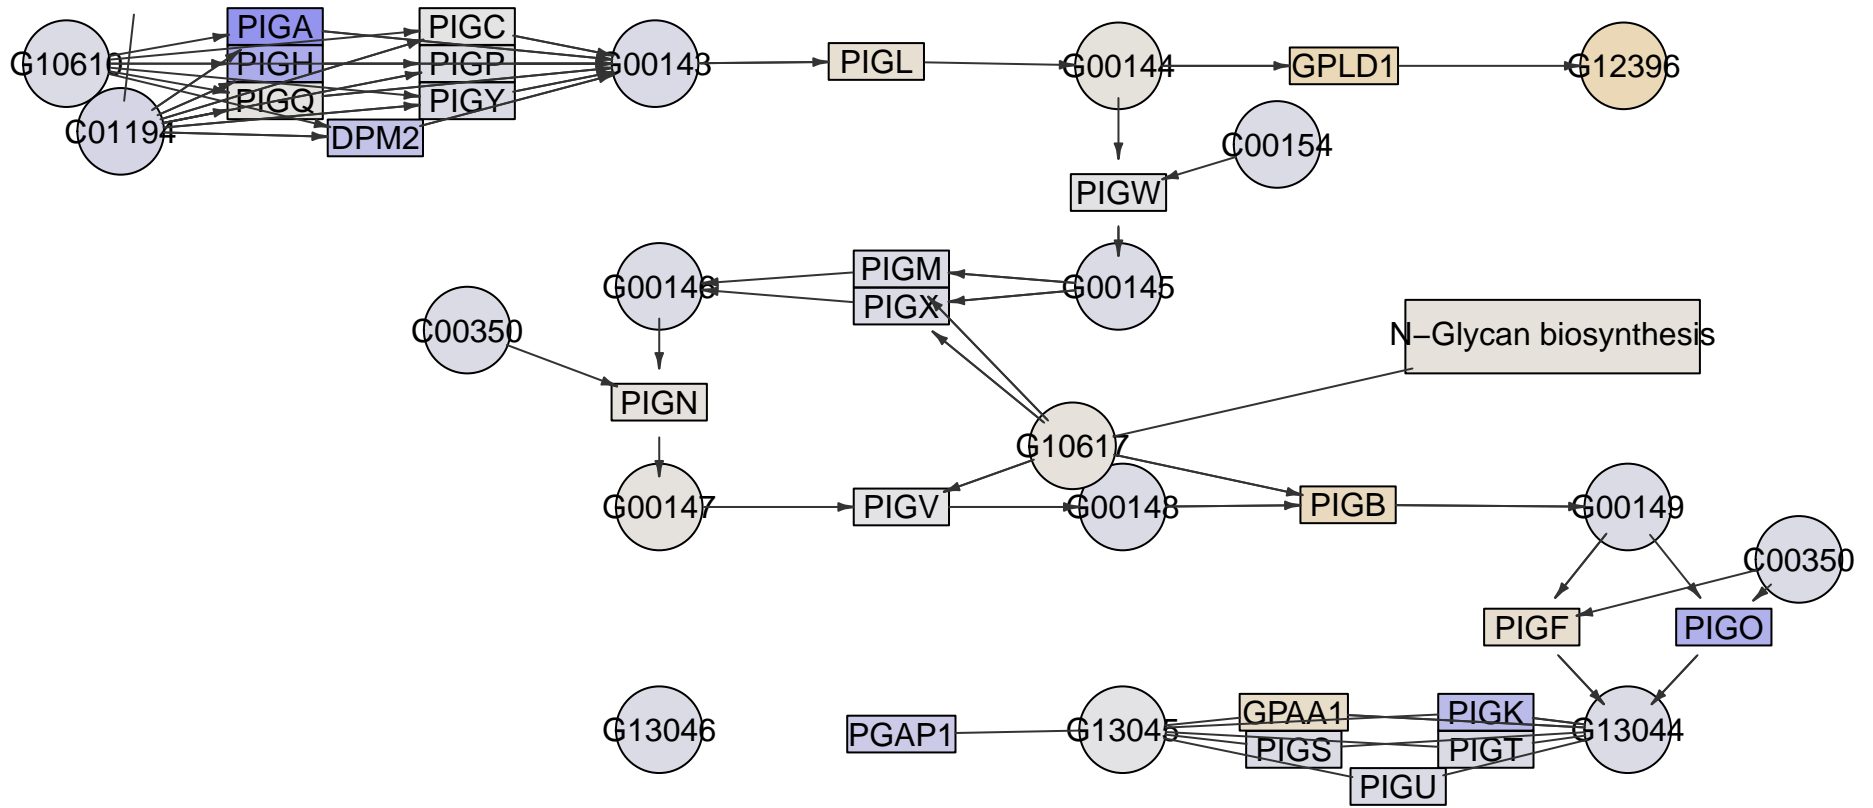 PIGA
PIGC
G10610
PIGH
PIGP
G00143
PIGL
G00144
GPLD1
G12396
PIGQ
PIGY
C01194
DPM2
C00154
PIGW
PIGM
G00146
G00145
PIGX
C00350
N–Glycan biosynthesis
PIGN
G10617
G00147
PIGV
G00148
PIGB
G00149
C00350
PIGF
PIGO
GPAA1
PIGK
G13046
PGAP1
G13045
G13044
PIGS
PIGT
PIGU